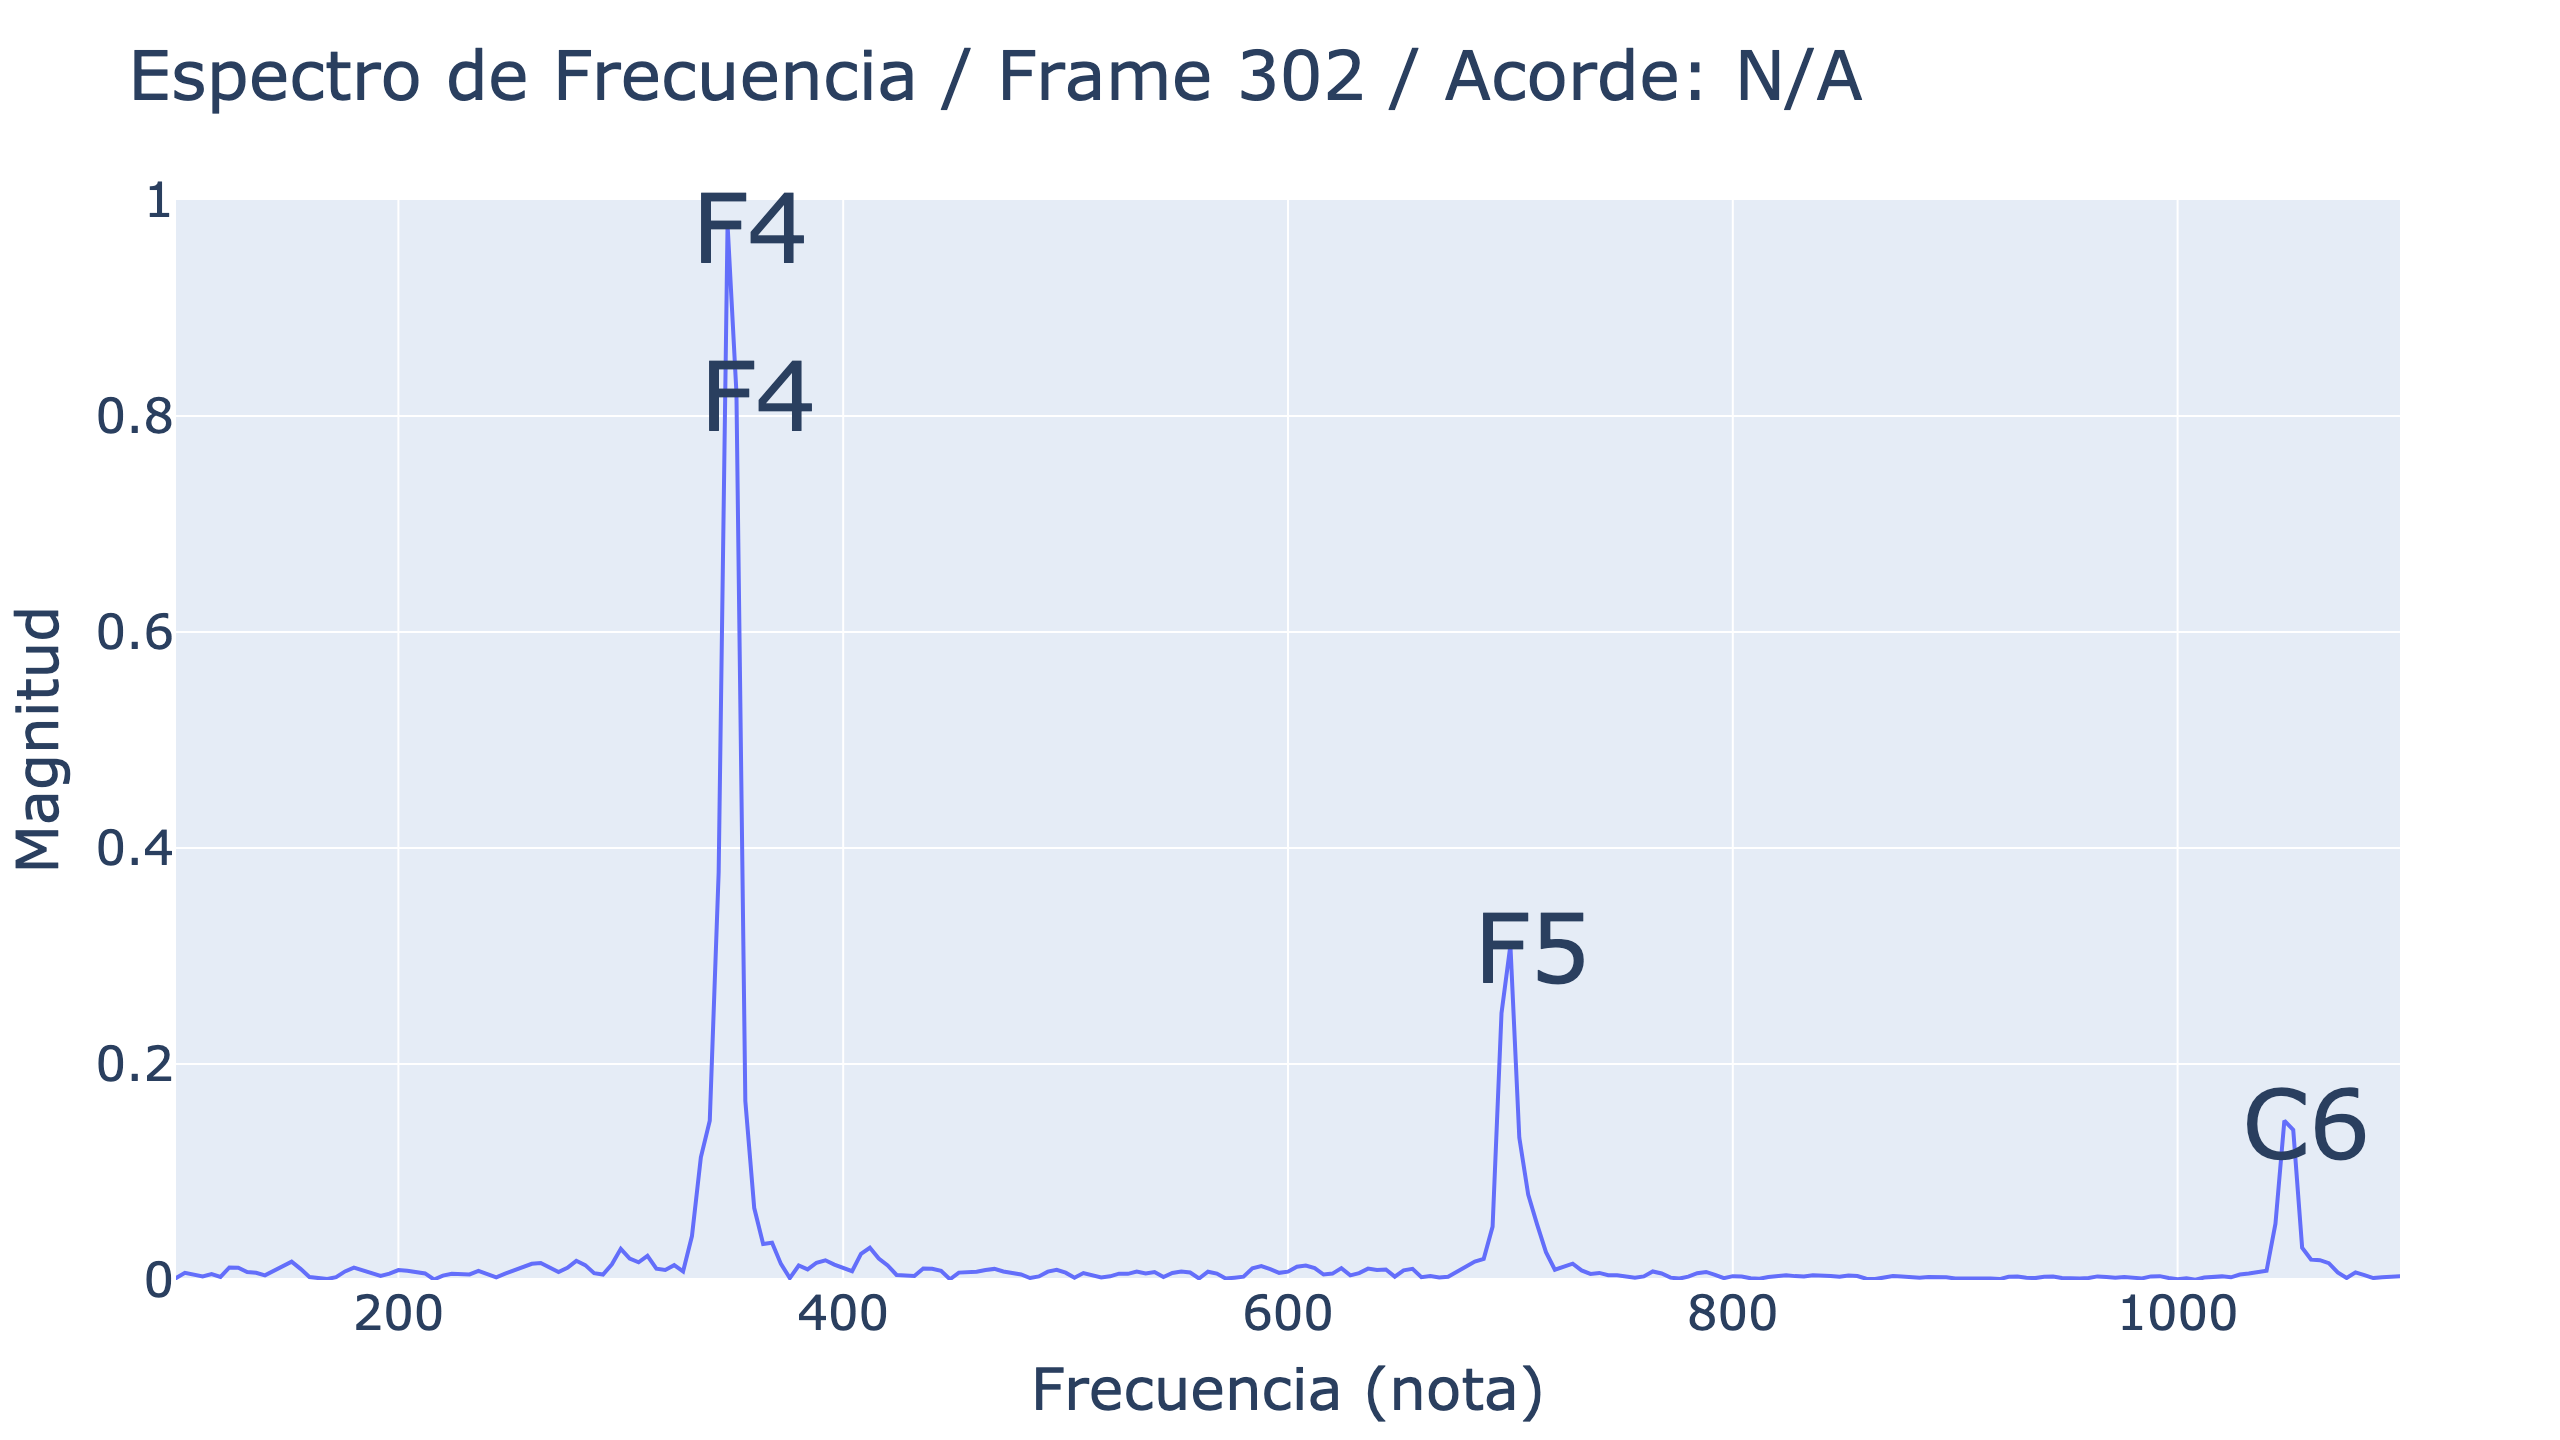 Espectro de Frecuencia / Frame 302 / Acorde: N/A
1
0.8
0.6
0.4
0.2
0
Magnitud
F4
F4
F5
C6
200 400 600 800 1000
Frecuencia (nota)